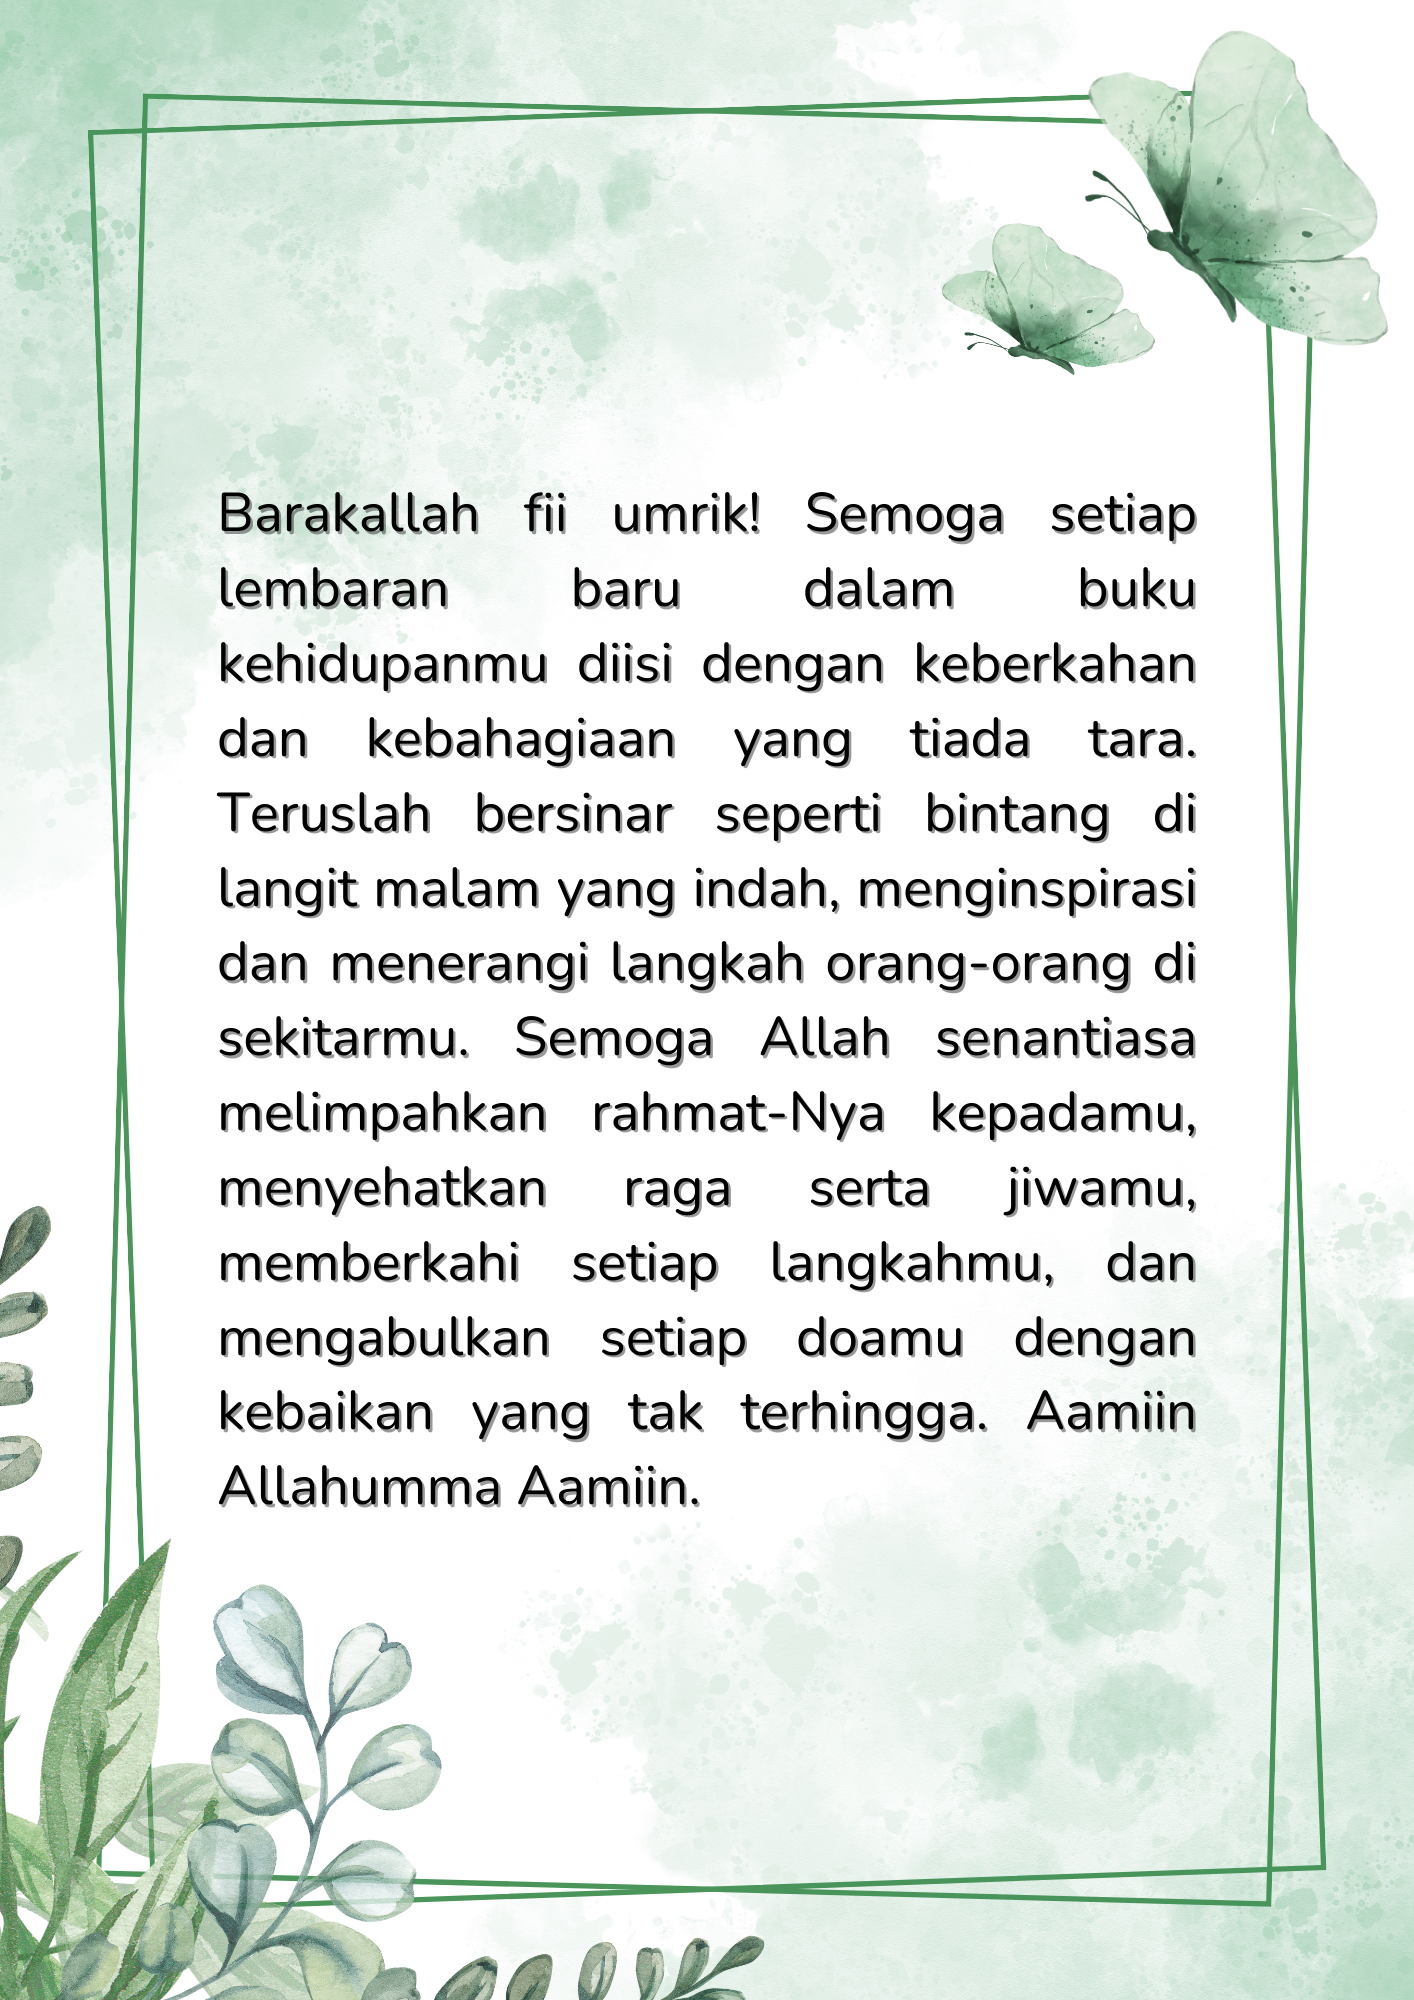 Barakallah fii umrik! Semoga setiap
lembaran baru dalam buku
kehidupanmu diisi dengan keberkahan
dan kebahagiaan yang tiada tara.
Teruslah bersinar seperti bintang di
langit malam yang indah, menginspirasi
dan menerangi langkah orang-orang di
sekitarmu. Semoga Allah senantiasa
melimpahkan rahmat-Nya kepadamu,
menyehatkan raga serta jiwamu,
memberkahi setiap langkahmu, dan
mengabulkan setiap doamu dengan
kebaikan yang tak terhingga. Aamiin
Allahumma Aamiin.